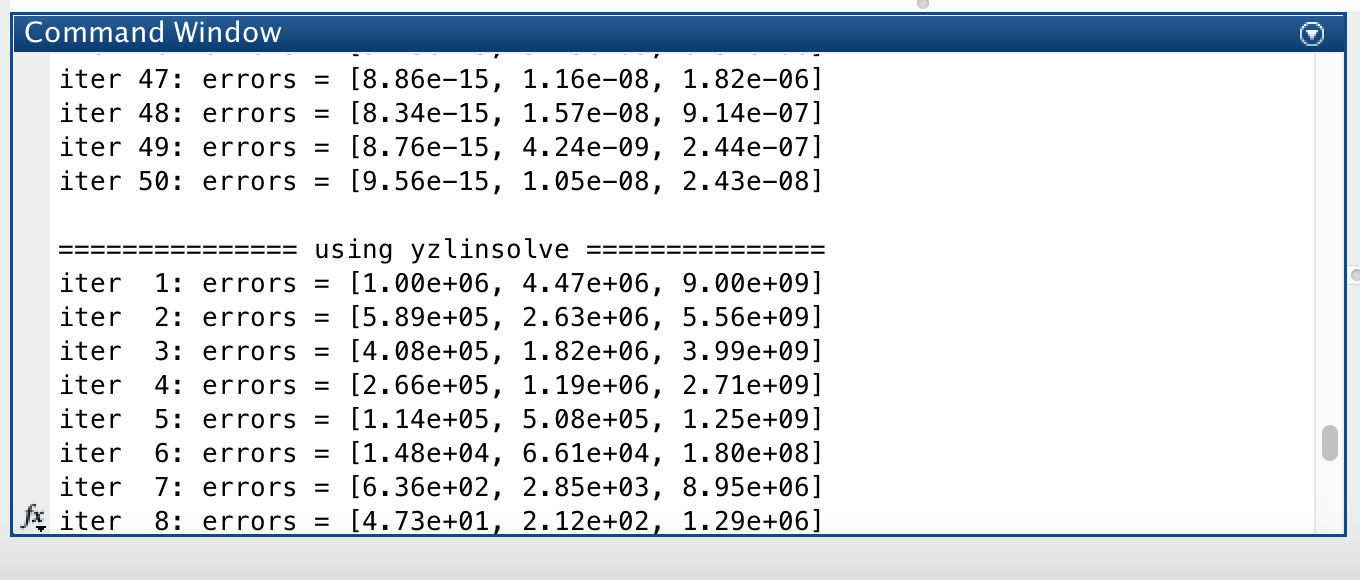 Command Window
iter 47: errors = [8.86e-15, 1.16e-08, 1.82e-06]
iter 48: errors = [8.34e-15, 1.57e-08, 9.14e-07]
iter 49: errors = [8.76e-15, 4.24e-09, 2.44e-07]
iter 50: errors = [9.56e-15, 1.05e-08, 2.43e-08]
=============== using yzlinsolve ===============
iter  1: errors = [1.00e+06, 4.47e+06, 9.00e+09]
iter  2: errors = [5.89e+05, 2.63e+06, 5.56e+09]
iter  3: errors = [4.08e+05, 1.82e+06, 3.99e+09]
iter  4: errors = [2.66e+05, 1.19e+06, 2.71e+09]
iter  5: errors = [1.14e+05, 5.08e+05, 1.25e+09]
iter  6: errors = [1.48e+04, 6.61e+04, 1.80e+08]
iter  7: errors = [6.36e+02, 2.85e+03, 8.95e+06]
fx
iter  8: errors = [4.73e+01, 2.12e+02, 1.29e+06]